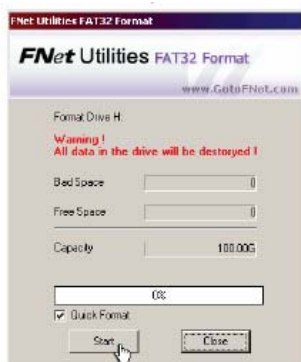 FNet Utilities FAT32 Format
FNet Utilities FAT32 Format
www.GotoFNet.com
Format Drive H:
Warning !
All data in the drive will be destoryed !
Bad Space 0
Free Space 0
Capacity 100.00G
0%
Quick Format
Start Close